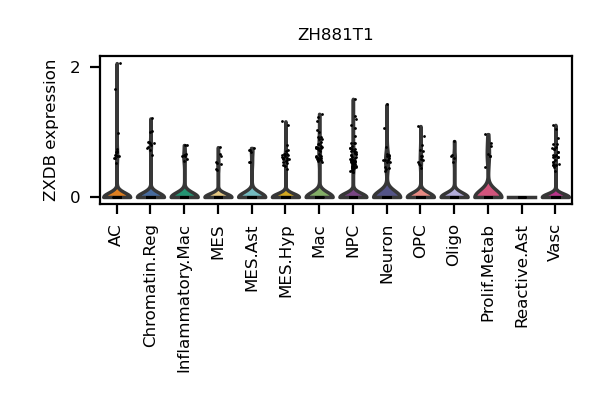 ZH881T1
ZXDB expression
2
0
AC
Chromatin.Reg
Inflammatory.Mac
MES
MES.Ast
MES.Hyp
Mac
NPC
Neuron
OPC
Oligo
Prolif.Metab
Reactive.Ast
Vasc